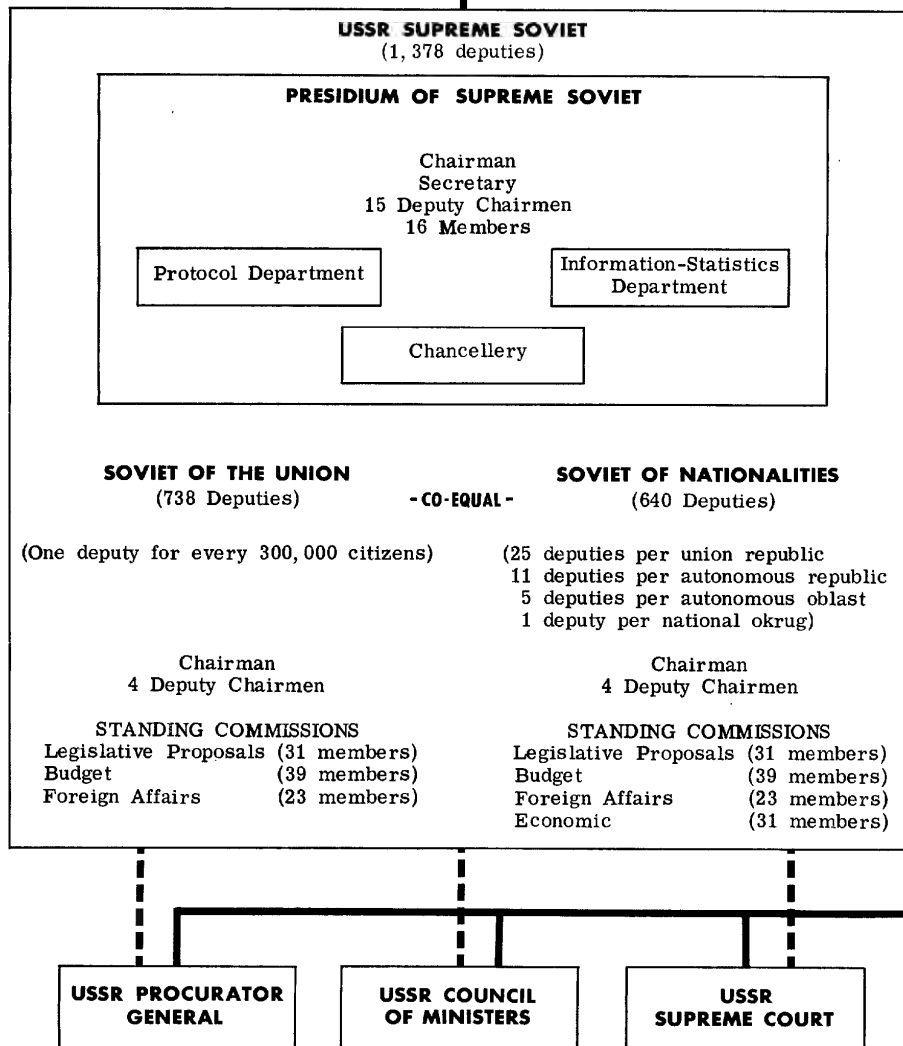 USSR SUPREME SOVIET
(1,378 deputies)
PRESIDIUM OF SUPREME SOVIET
Chairman
Secretary
15 Deputy Chairmen
16 Members
Protocol Department
Information-Statistics
Department
Chancellery
SOVIET OF THE UNION
(738 Deputies)
-CO-EQUAL-
SOVIET OF NATIONALITIES
(640 Deputies)
(One deputy for every 300,000 citizens)
(25 deputies per union republic
11 deputies per autonomous republic
5 deputies per autonomous oblast
1 deputy per national okrug)
Chairman
4 Deputy Chairmen
STANDING COMMISSIONS
Legislative Proposals (31 members)
Budget (39 members)
Foreign Affairs (23 members)
Chairman
4 Deputy Chairmen
STANDING COMMISSIONS
Legislative Proposals (31 members)
Budget (39 members)
Foreign Affairs (23 members)
Economic (31 members)
USSR PROCURATOR
GENERAL
USSR COUNCIL
OF MINISTERS
USSR
SUPREME COURT